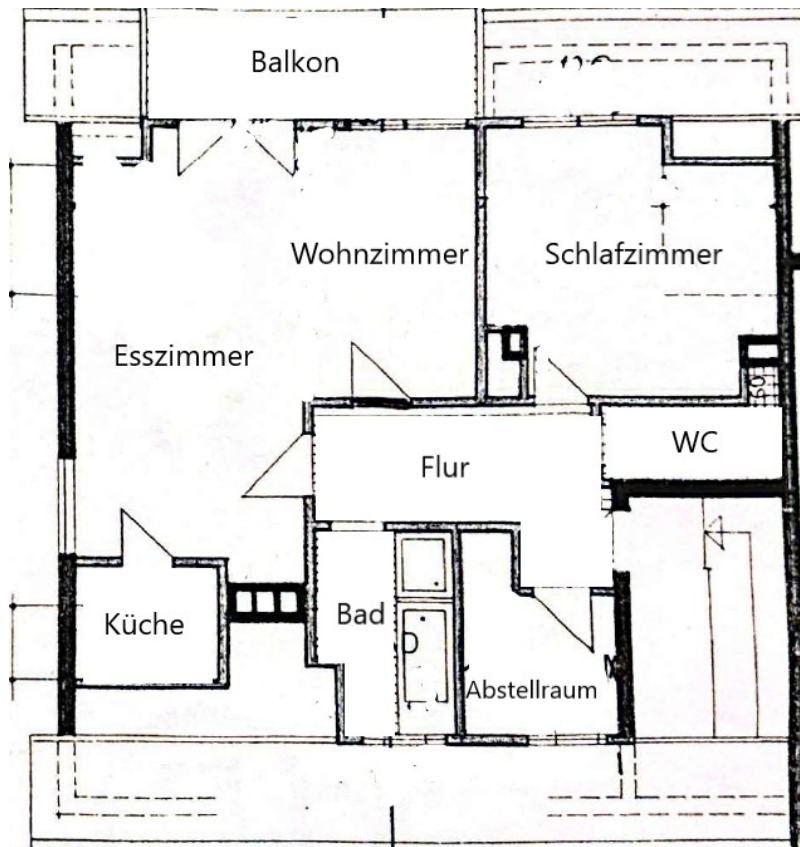 Balkon
Wohnzimmer
Schlafzimmer
Esszimmer
WC
Flur
Küche
Bad
Abstellraum